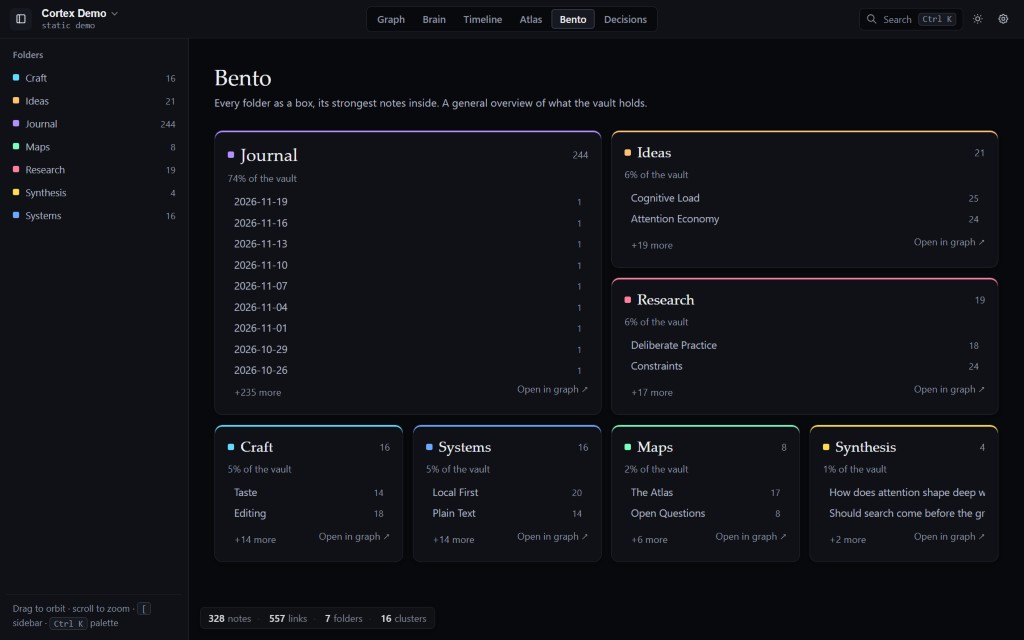 Cortex Demo
static demo
Graph Brain Timeline Atlas Bento Decisions
Search Ctrl K
Folders
Craft 16
Ideas 21
Journal 244
Maps 8
Research 19
Synthesis 4
Systems 16
Drag to orbit · scroll to zoom · [
sidebar · Ctrl K palette
Bento
Every folder as a box, its strongest notes inside. A general overview of what the vault holds.
Journal 244
74% of the vault
2026-11-19 1
2026-11-16 1
2026-11-13 1
2026-11-10 1
2026-11-07 1
2026-11-04 1
2026-11-01 1
2026-10-29 1
2026-10-26 1
+235 more Open in graph ↗
Ideas 21
6% of the vault
Cognitive Load 25
Attention Economy 24
+19 more Open in graph ↗
Research 19
6% of the vault
Deliberate Practice 18
Constraints 24
+17 more Open in graph ↗
Craft 16
5% of the vault
Taste 14
Editing 18
+14 more Open in graph ↗
Systems 16
5% of the vault
Local First 20
Plain Text 14
+14 more Open in graph ↗
Maps 8
2% of the vault
The Atlas 17
Open Questions 8
+6 more Open in graph ↗
Synthesis 4
1% of the vault
How does attention shape deep w
Should search come before the gr
+2 more Open in graph ↗
328 notes 557 links 7 folders 16 clusters